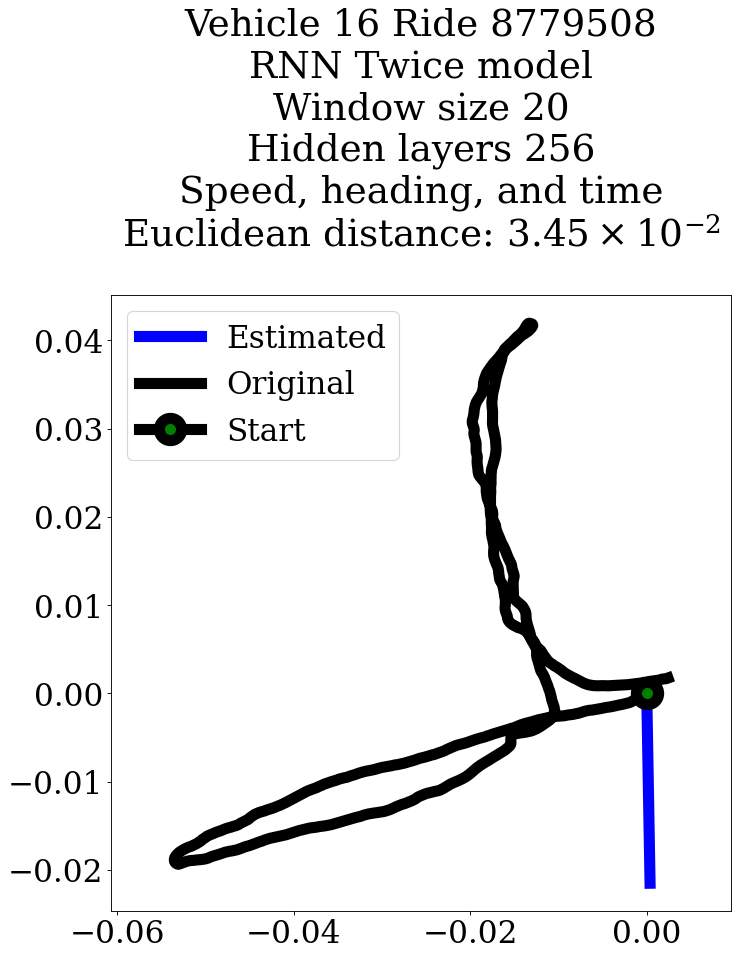 Vehicle 16 Ride 8779508
RNN Twice model
Window size 20
Hidden layers 256
Speed, heading, and time
Euclidean distance: 3.45 × 10⁻²
Estimated
Original
Start
0.04
0.03
0.02
0.01
0.00
−0.01
−0.02
−0.06 −0.04 −0.02 0.00